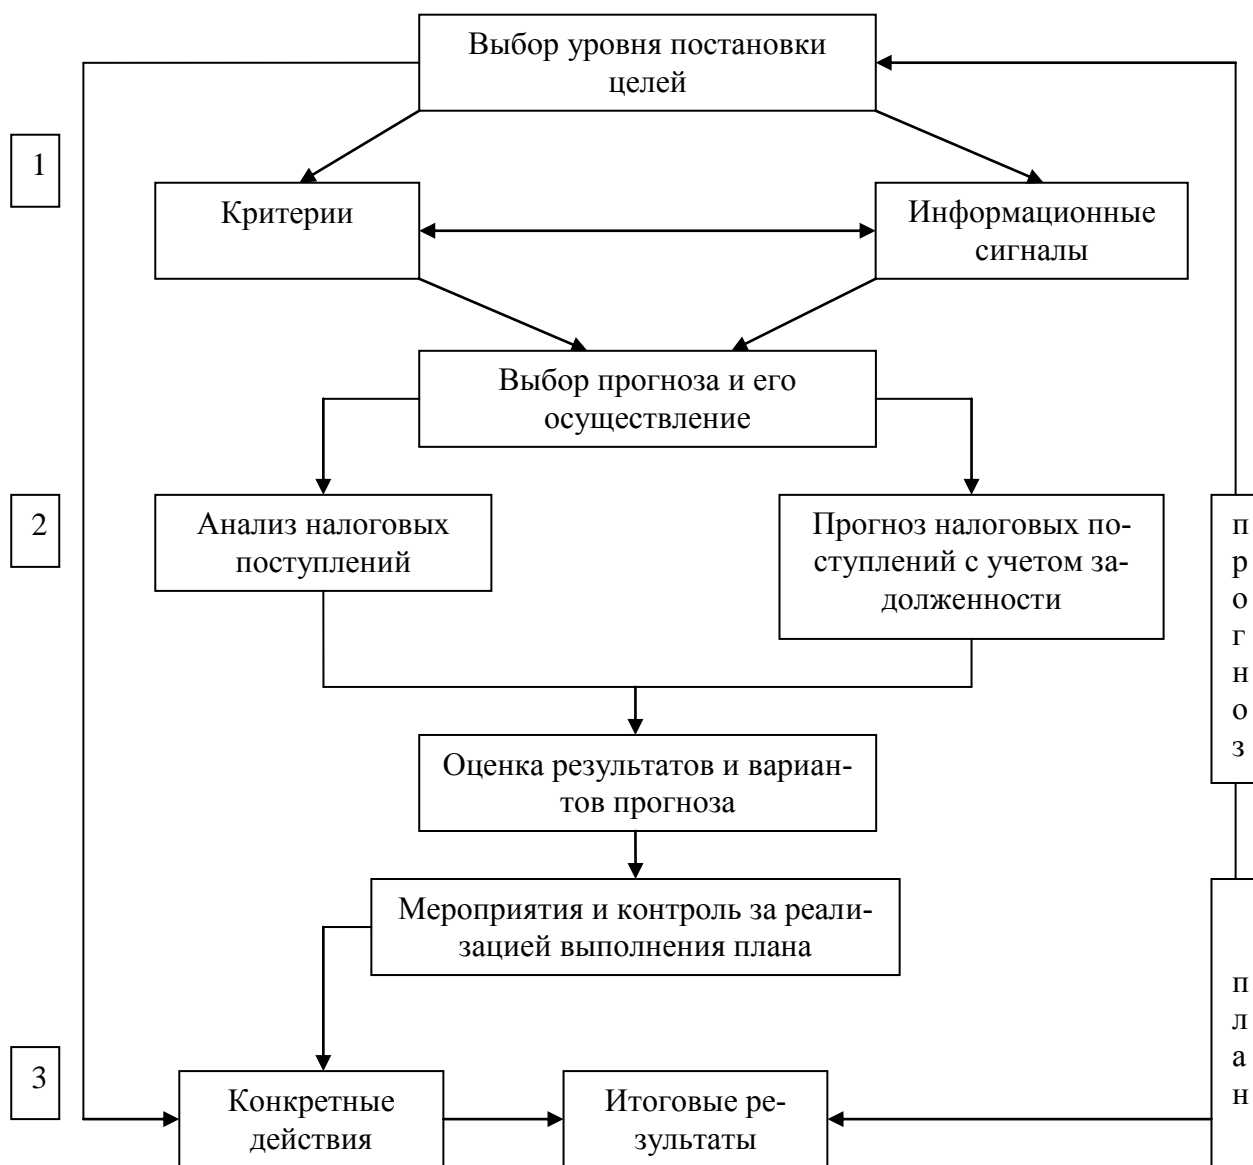 Выбор уровня постановки
целей
1
Критерии
Информационные
сигналы
Выбор прогноза и его
осуществление
2
Анализ налоговых
поступлений
Прогноз налоговых по-
ступлений с учетом за-
долженности
п
р
о
г
н
о
з
Оценка результатов и вариан-
тов прогноза
Мероприятия и контроль за реали-
зацией выполнения плана
п
л
а
н
3
Конкретные
действия
Итоговые ре-
зультаты